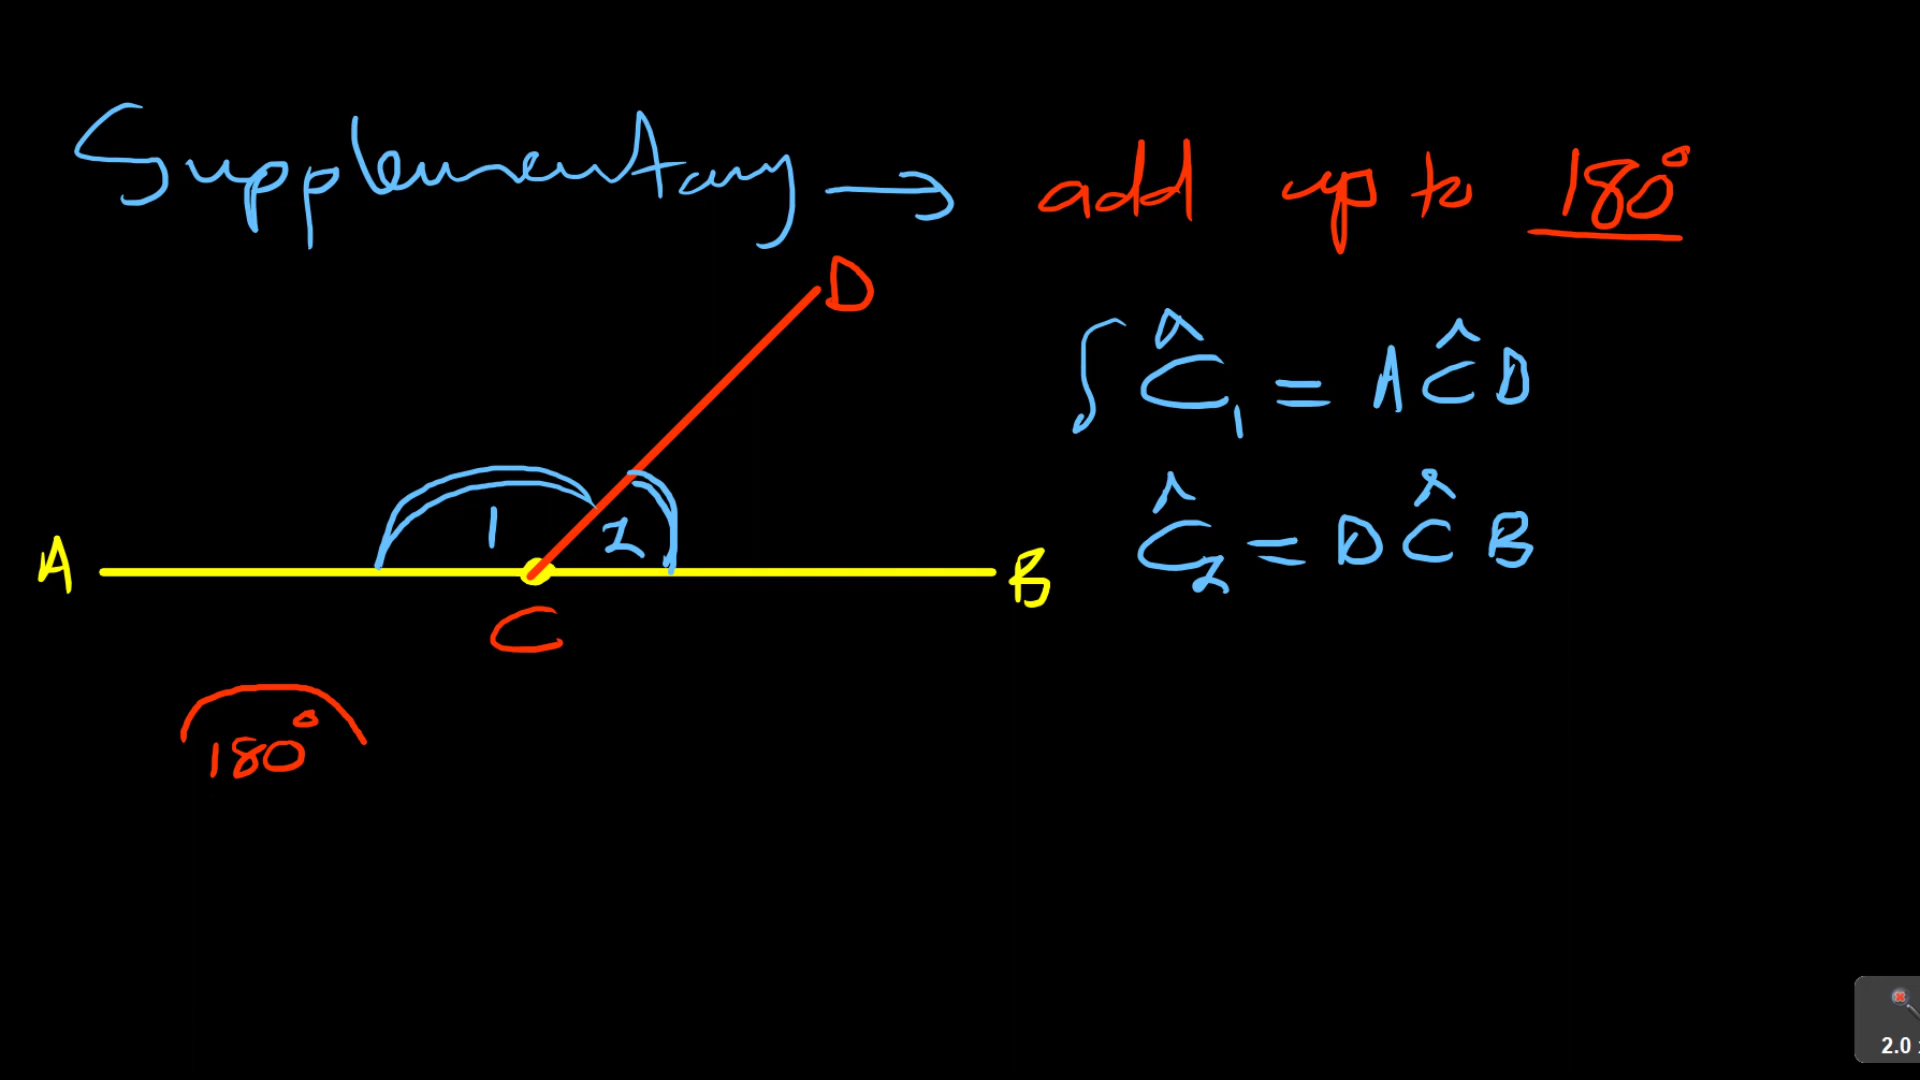 Supplementary → add up to 180°
D
Ĉ₁ = AĈD
1 2
Ĉ₂ = DĈB
A B
C
180°
2.0